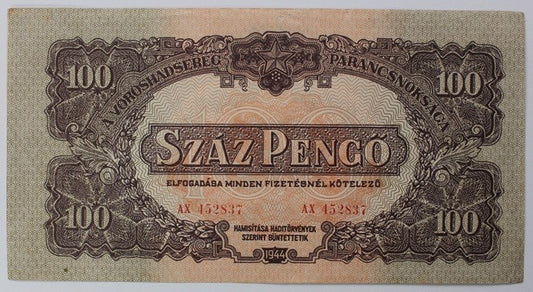 100 100
A VÖRÖSHADSEREG PARANCSNOKSÁGA
SZÁZ PENGŐ
ELFOGADÁSA MINDEN FIZETÉSNÉL KÖTELEZŐ
AX 452837 AX 452837
100 100
HAMISÍTÁSA HADITÖRVÉNYEK
SZERINT BÜNTETTETIK
1944